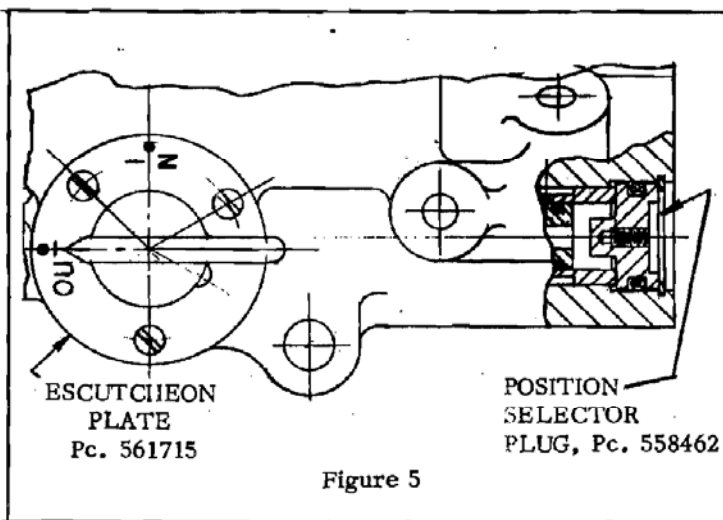 IN
OUT
ESCUTCHEON
PLATE
Pc. 561715
POSITION
SELECTOR
PLUG, Pc. 558462
Figure 5